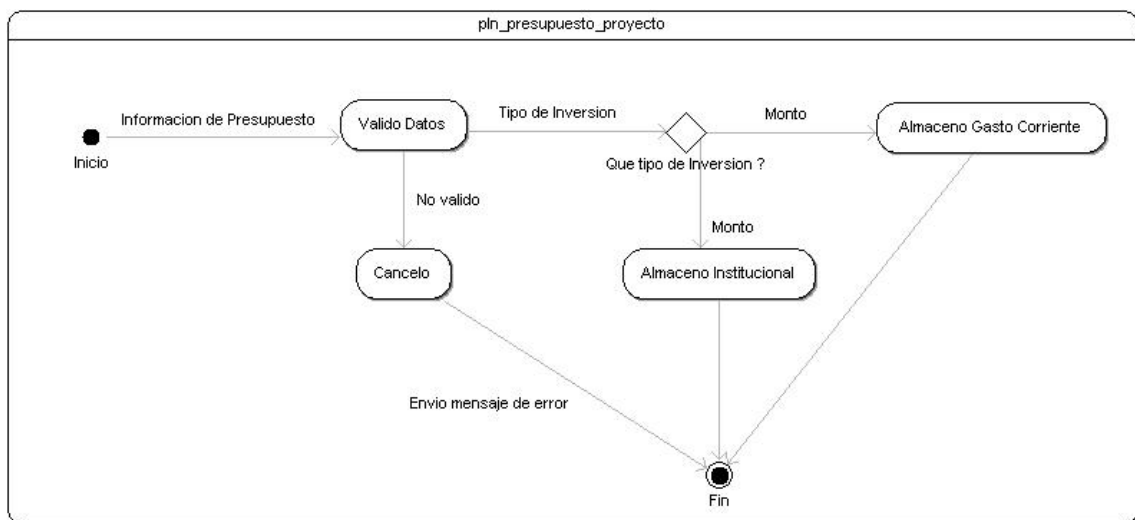 pln_presupuesto_proyecto
Informacion de Presupuesto
Valido Datos
Tipo de Inversion
Monto
Almaceno Gasto Corriente
Inicio
Que tipo de Inversion ?
No valido
Monto
Cancelo
Almaceno Institucional
Envio mensaje de error
Fin